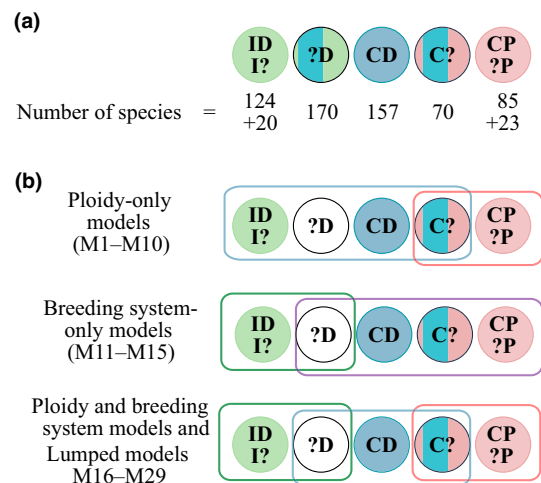 (a)
ID ?D CD C? CP
I? ?P
Number of species = 124 170 157 70 85
+20 +23
(b)
Ploidy-only
models
(M1–M10)
ID ?D CD C? CP
I? ?P
Breeding system-
only models
(M11–M15)
ID ?D CD C? CP
I? ?P
Ploidy and breeding
system models and
Lumped models
M16–M29
ID ?D CD C? CP
I? ?P